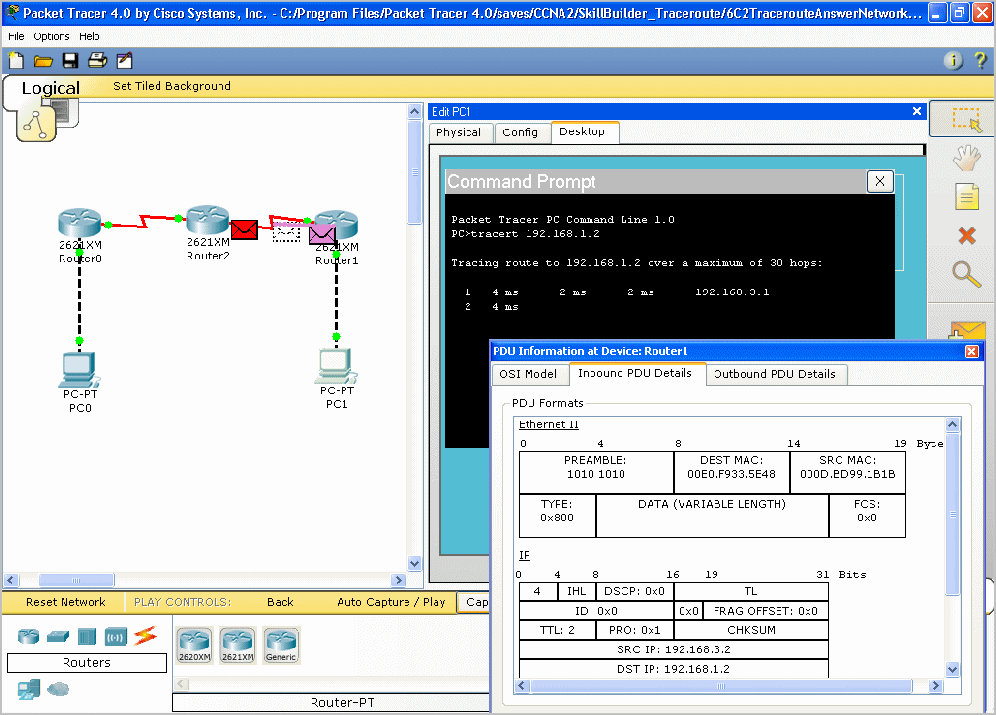 Packet Tracer 4.0 by Cisco Systems, Inc. - C:/Program Files/Packet Tracer 4.0/saves/CCNA2/SkillBuilder_Traceroute/6C2TracerouteAnswerNetwork...
File Options Help
Logical
Set Tiled Background
Edit PC1
Physical
Config
Desktop
Command Prompt
X
Packet Tracer PC Command Line 1.0
PC>tracert 192.168.1.2
Tracing route to 192.168.1.2 over a maximum of 30 hops:
1 4 ms 2 ms 2 ms 192.168.3.1
2 4 ms
2621XM
Router0
2621XM
Router2
2621XM
Router1
PC-PT
PC0
PC-PT
PC1
PDU Information at Device: Router1
OSI Model
Inbound PDU Details
Outbound PDU Details
PDU Formats
Ethernet II
0 4 8 14 19 Byte
PREAMBLE:
1010 1010
DEST MAC:
00E0.F933.5E48
SRC MAC:
000D.BD99.1B1B
TYPE:
0x800
DATA (VARIABLE LENGTH)
FCS:
0x0
IP
0 4 8 16 19 31 Bits
4 IHL DSCP: 0x0 TL
ID 0x0 0x0 FRAG OFFSET: 0x0
TTL: 2 PRO: 0x1 CHKSUM
SRC IP: 192.168.3.2
DST IP: 192.168.1.2
Reset Network
PLAY CONTROLS:
Back
Auto Capture / Play
Cap
Routers
2620XM
2621XM
Generic
Router-PT